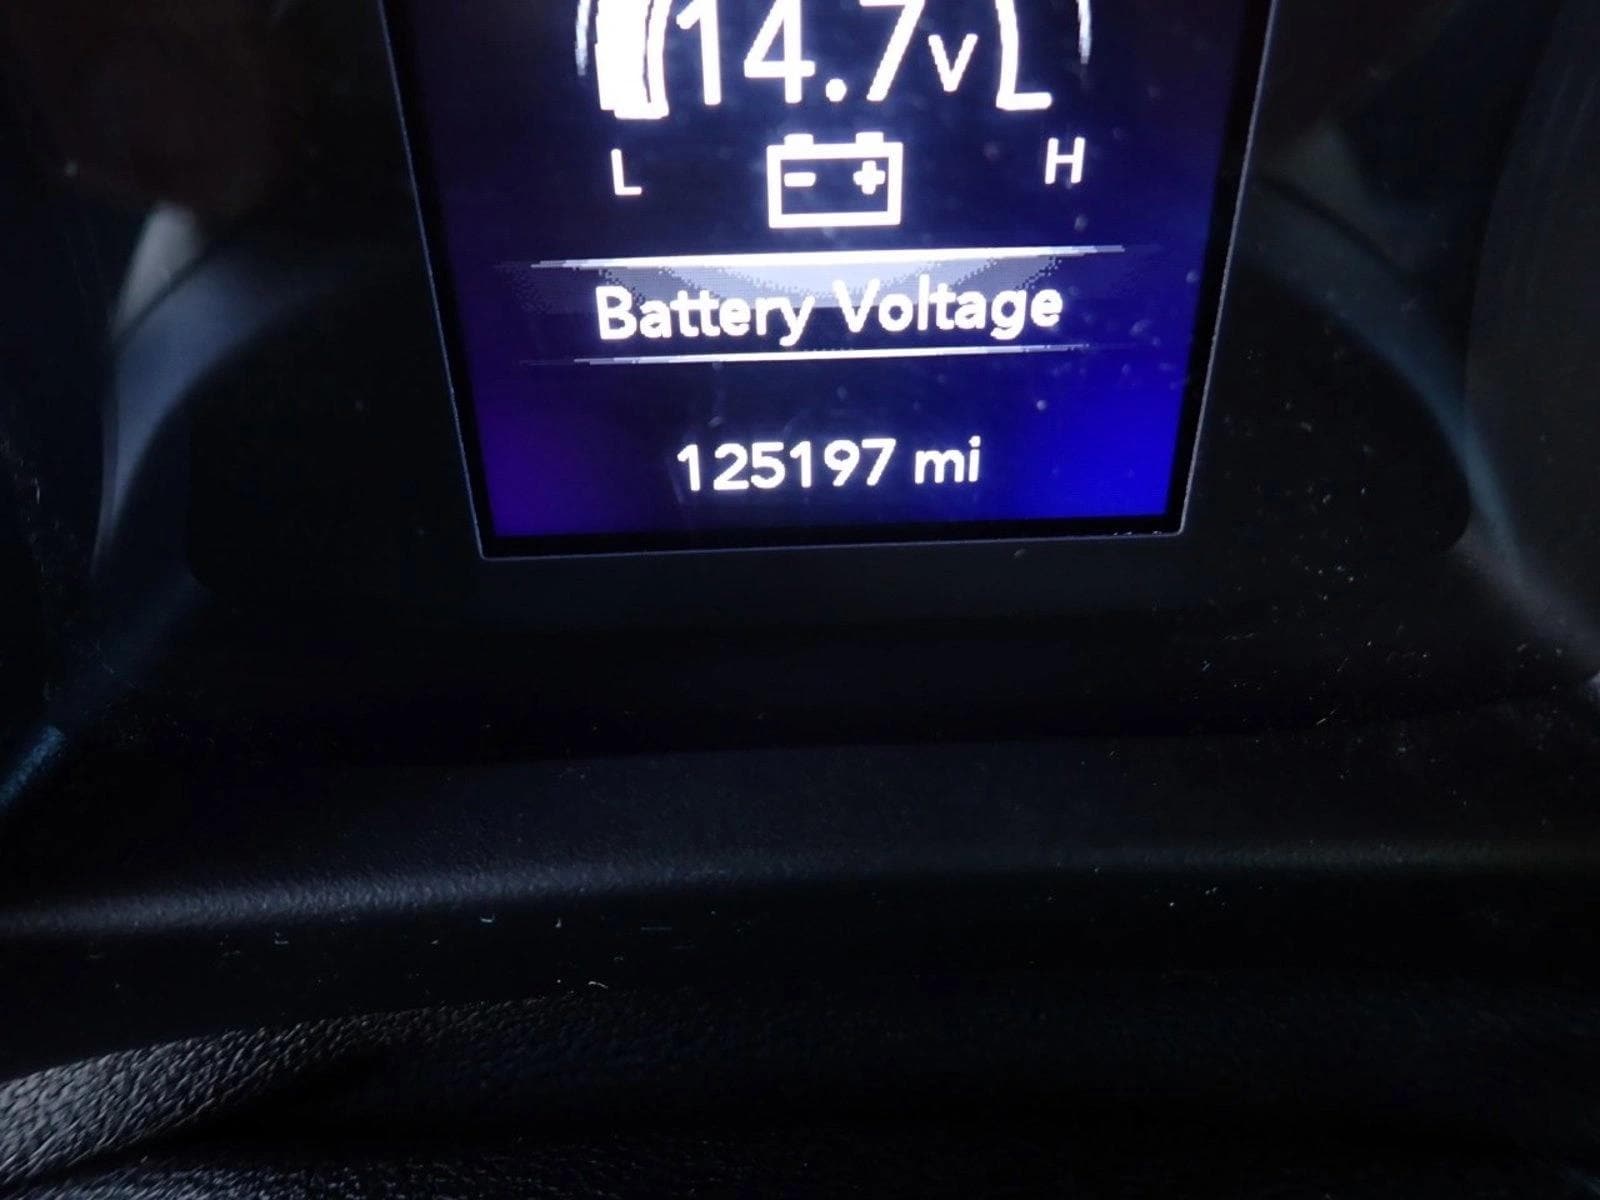 14.7V
L H
Battery Voltage
125197 mi